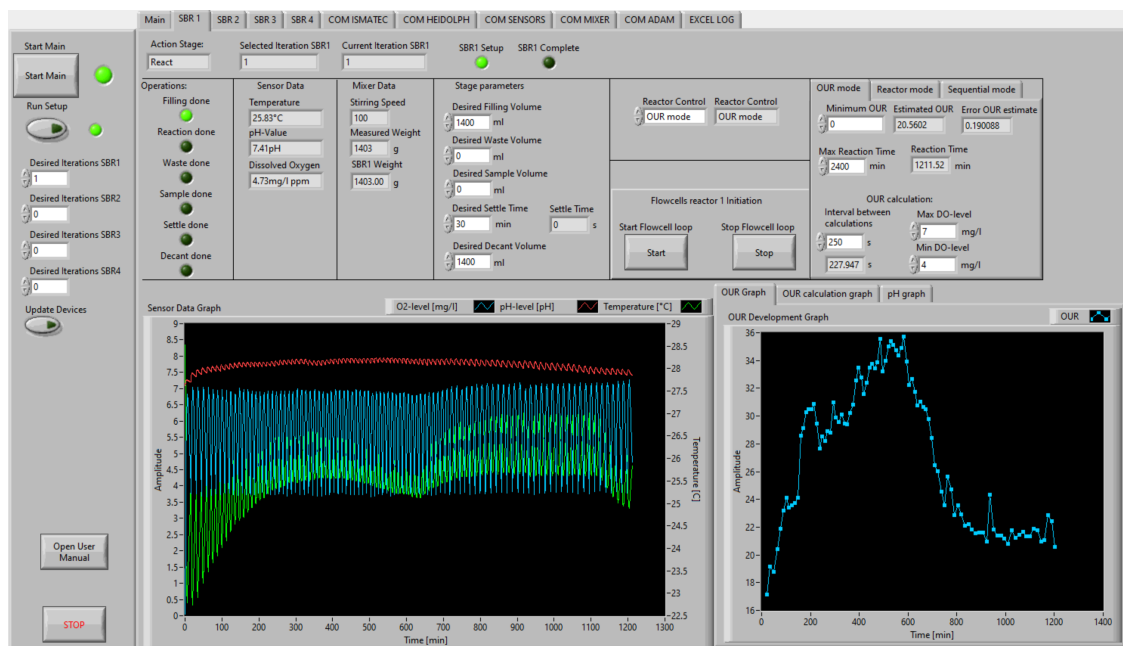 Main SBR 1 SBR 2 SBR 3 SBR 4 COM ISMATEC COM HEIDOLPH COM SENSORS COM MIXER COM ADAM EXCEL LOG
Start Main
Start Main
Run Setup
Desired Iterations SBR1
1
Desired Iterations SBR2
0
Desired Iterations SBR3
0
Desired Iterations SBR4
0
Update Devices
Open User
Manual
STOP
Action Stage:
React
Selected Iteration SBR1
1
Current Iteration SBR1
1
SBR1 Setup
SBR1 Complete
Operations:
Filling done
Reaction done
Waste done
Sample done
Settle done
Decant done
Sensor Data
Temperature
25.83°C
pH-Value
7.41pH
Dissolved Oxygen
4.73mg/l ppm
Mixer Data
Stirring Speed
100
Measured Weight
1403 g
SBR1 Weight
1403.00 g
Stage parameters
Desired Filling Volume
1400 ml
Desired Waste Volume
0 ml
Desired Sample Volume
0 ml
Desired Settle Time
30 min
Settle Time
0 s
Desired Decant Volume
1400 ml
Reactor Control
OUR mode
Reactor Control
OUR mode
Flowcells reactor 1 Initiation
Start Flowcell loop
Start
Stop Flowcell loop
Stop
OUR mode Reactor mode Sequential mode
Minimum OUR
0
Estimated OUR
20.5602
Error OUR estimate
0.190088
Max Reaction Time
2400 min
Reaction Time
1211.52 min
OUR calculation:
Interval between
calculations
250 s
227.947 s
Max DO-level
7 mg/l
Min DO-level
4 mg/l
Sensor Data Graph
O2-level [mg/l] pH-level [pH] Temperature [°C]
9
8.5
8
7.5
7
6.5
6
5.5
5
4.5
4
3.5
3
2.5
2
1.5
1
0.5
0
Amplitude
29
28.5
28
27.5
27
26.5
26
25.5
25
24.5
24
23.5
23
22.5
Temperature [C]
0 100 200 300 400 500 600 700 800 900 1000 1100 1200 1300
Time [min]
OUR Graph OUR calculation graph pH graph
OUR Development Graph
OUR
36
34
32
30
28
26
24
22
20
18
16
Amplitude
0 200 400 600 800 1000 1200 1400
Time [min]